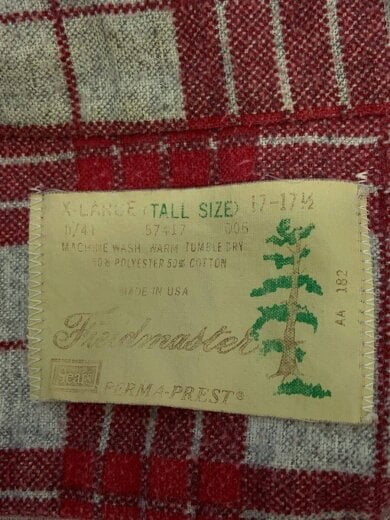 X-LARGE (TALL SIZE) 17-17½
57417 006
MACHINE WASH WARM TUMBLE DRY
50% POLYESTER 50% COTTON
MADE IN USA
Fieldmaster
Sears
PERMA-PREST®
AA 182